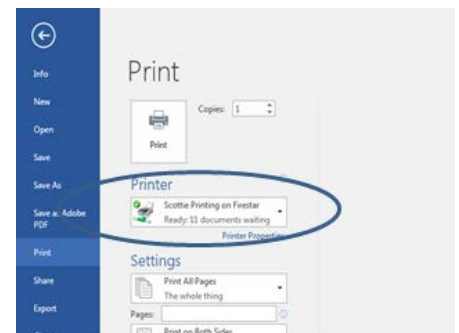 Print
Info
New
Open
Save
Save As
Save as Adobe
PDF
Print
Share
Export
Copies: 1
Print
Printer
Scottie Printing on Firestar
Ready: 11 documents waiting
Printer Properties
Settings
Print All Pages
The whole thing
Pages:
Print on Both Sides